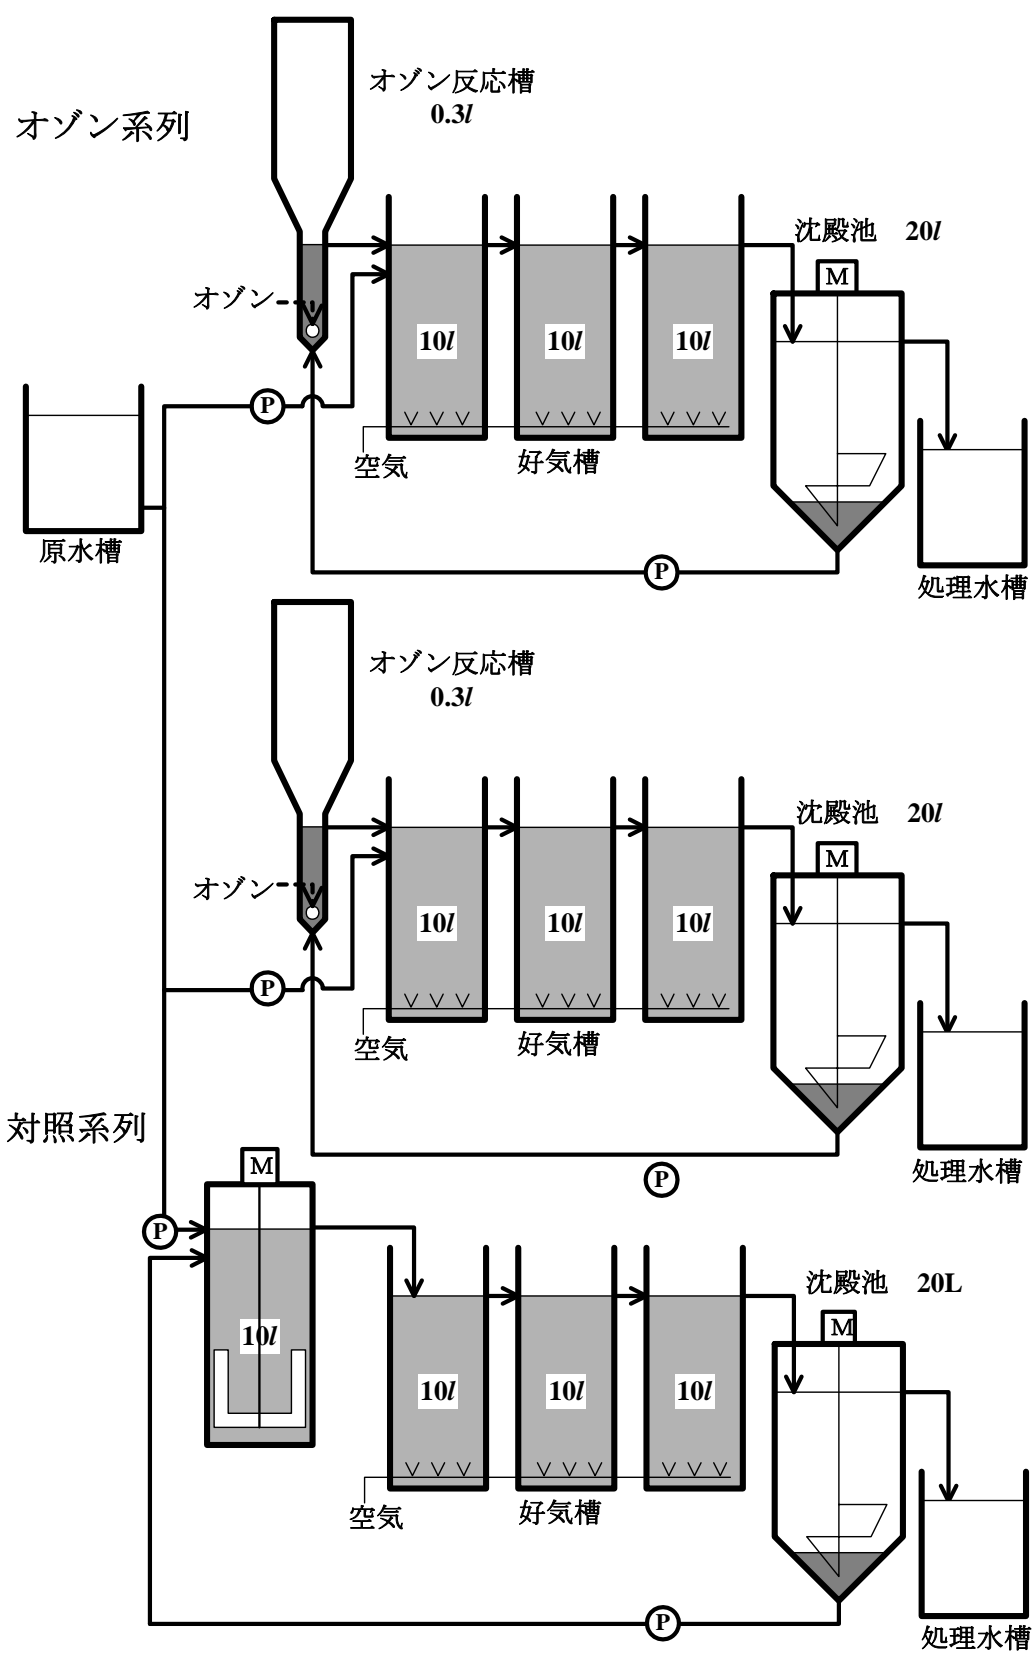 オゾン反応槽
0.3l
オゾン系列
沈殿池 20l
M
オゾン
10l
10l
10l
P
空気
好気槽
原水槽
P
処理水槽
オゾン反応槽
0.3l
沈殿池 20l
M
オゾン
10l
10l
10l
P
空気
好気槽
対照系列
M
P
処理水槽
P
沈殿池 20L
M
10l
10l
10l
10l
空気
好気槽
P
処理水槽